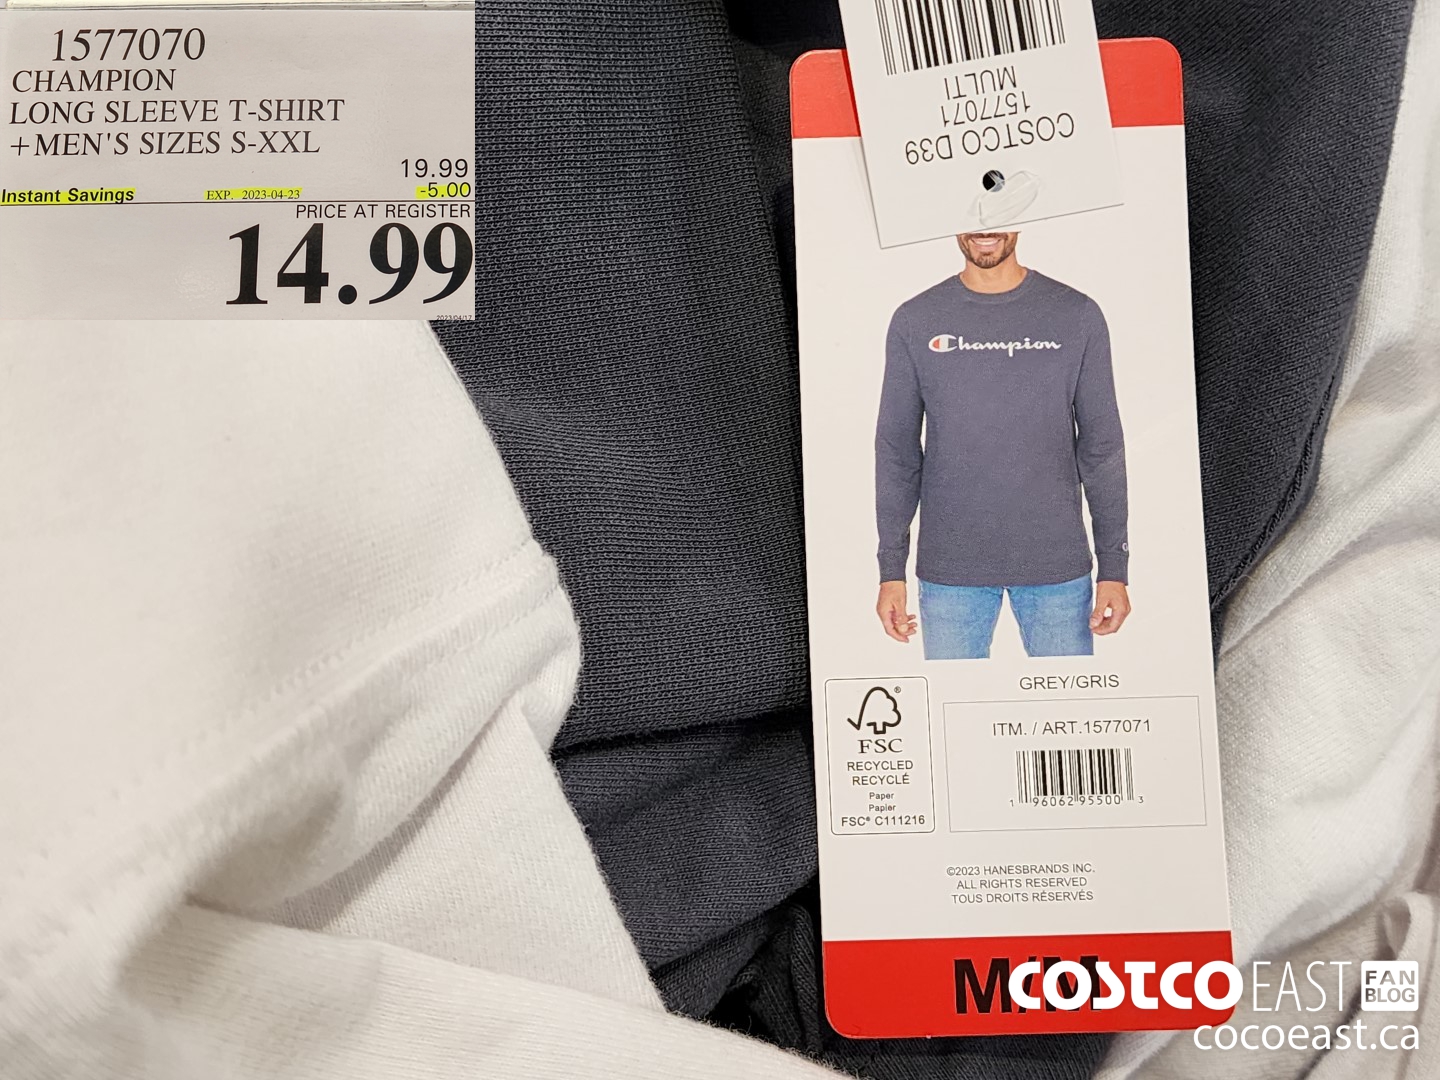 1577070
CHAMPION
LONG SLEEVE T-SHIRT
+MEN'S SIZES S-XXL
19.99
Instant Savings EXP. 2023-04-23 -5.00
PRICE AT REGISTER
14.99
2023/04/17
COSTCO D39
1577071
MULTI
Champion
GREY/GRIS
ITM. / ART.1577071
1 96062 95500 3
FSC
RECYCLED
RECYCLÉ
Paper
Papier
FSC® C111216
©2023 HANESBRANDS INC.
ALL RIGHTS RESERVED
TOUS DROITS RÉSERVÉS
M/M
COSTCO EAST FAN BLOG
cocoeast.ca